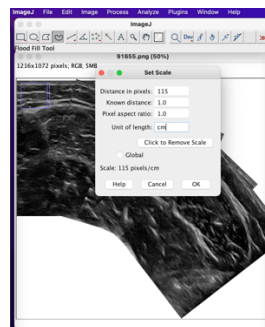 ImageJ File Edit Image Process Analyze Plugins Window Help
ImageJ
Dev
Flood Fill Tool
91855.png (50%)
1216x1072 pixels; RGB; 5MB
Set Scale
Distance in pixels: 115
Known distance: 1.0
Pixel aspect ratio: 1.0
Unit of length: cm
Click to Remove Scale
Global
Scale: 115 pixels/cm
Help Cancel OK